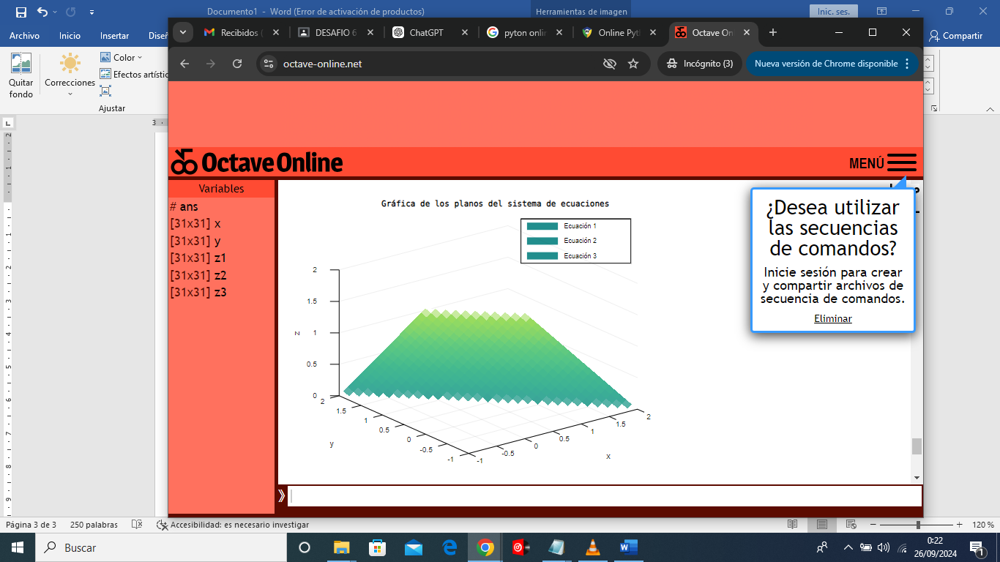 Documento1 - Word (Error de activación de productos)
Herramientas de imagen
Inic. ses.
Archivo Inicio Insertar
Compartir
Recibidos
DESAFIO 6
ChatGPT
pyton onlin
Online Pyt
Octave On
octave-online.net
Incógnito (3)
Nueva versión de Chrome disponible
Quitar fondo
Correcciones
Color
Efectos artístic
Ajustar
Octave Online
MENÚ
Variables
# ans
[31x31] x
[31x31] y
[31x31] z1
[31x31] z2
[31x31] z3
Gráfica de los planos del sistema de ecuaciones
Ecuación 1
Ecuación 2
Ecuación 3
2
1.5
1
0.5
0
z
2
1.5
1
0.5
0
-0.5
-1
y
-1
-0.5
0
0.5
1
1.5
2
x
¿Desea utilizar
las secuencias
de comandos?
Inicie sesión para crear
y compartir archivos de
secuencia de comandos.
Eliminar
Página 3 de 3 250 palabras Accesibilidad: es necesario investigar
120 %
Buscar
0:22
26/09/2024
1